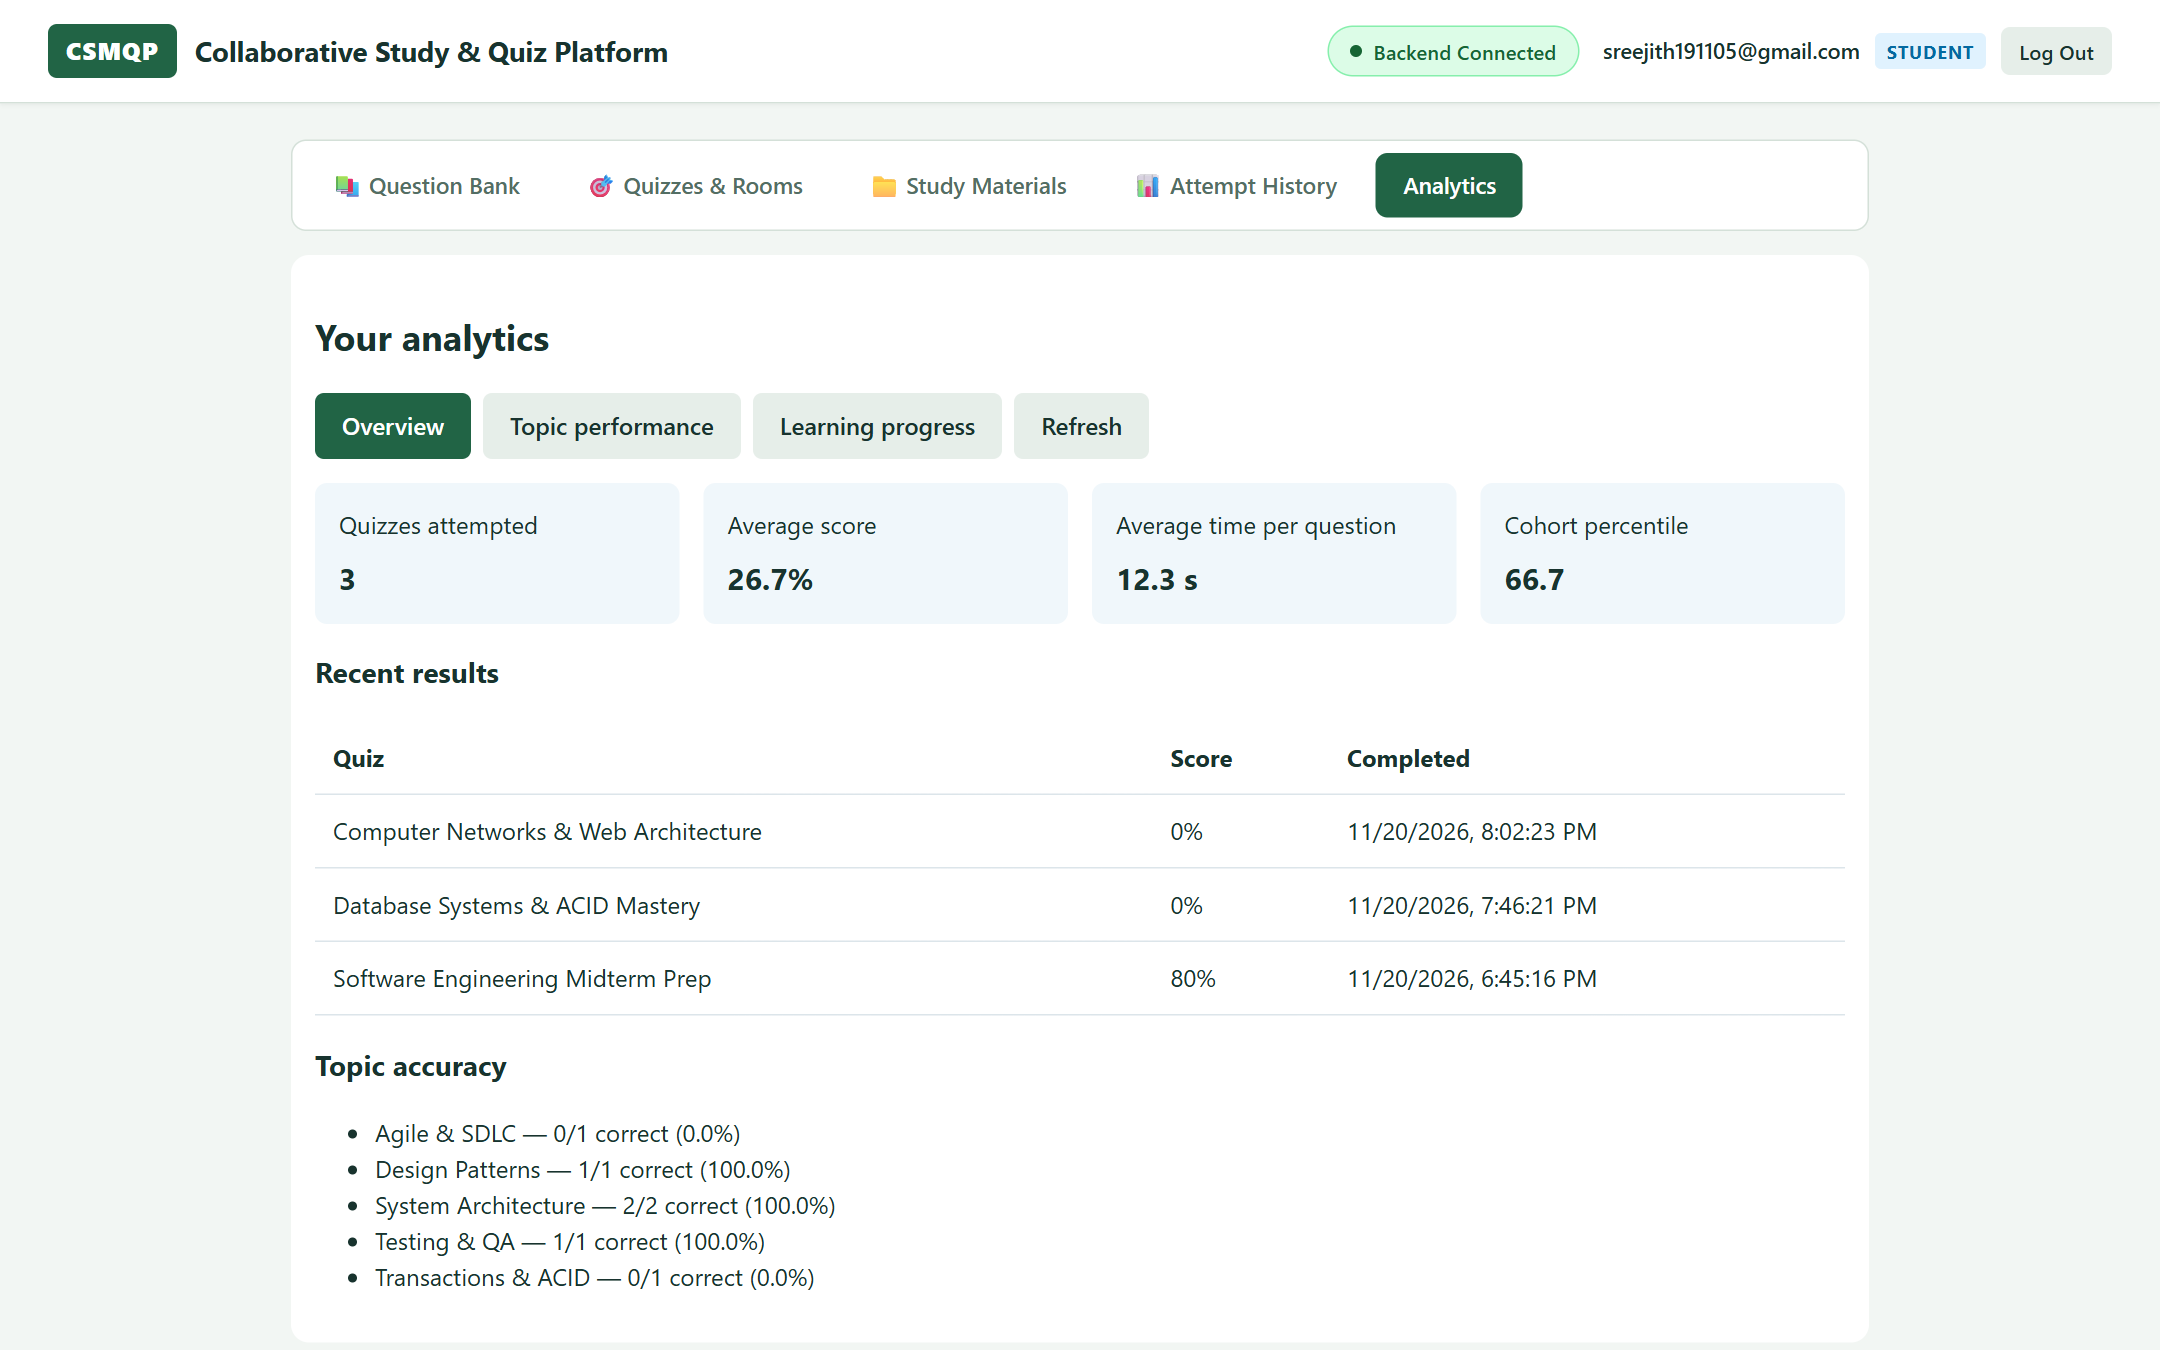 CSMQP Collaborative Study & Quiz Platform Backend Connected sreejith191105@gmail.com STUDENT Log Out
Question Bank Quizzes & Rooms Study Materials Attempt History Analytics
Your analytics
Overview Topic performance Learning progress Refresh
Quizzes attempted Average score Average time per question Cohort percentile
3 26.7% 12.3 s 66.7
Recent results
Quiz Score Completed
Computer Networks & Web Architecture 0% 11/20/2026, 8:02:23 PM
Database Systems & ACID Mastery 0% 11/20/2026, 7:46:21 PM
Software Engineering Midterm Prep 80% 11/20/2026, 6:45:16 PM
Topic accuracy
• Agile & SDLC — 0/1 correct (0.0%)
• Design Patterns — 1/1 correct (100.0%)
• System Architecture — 2/2 correct (100.0%)
• Testing & QA — 1/1 correct (100.0%)
• Transactions & ACID — 0/1 correct (0.0%)